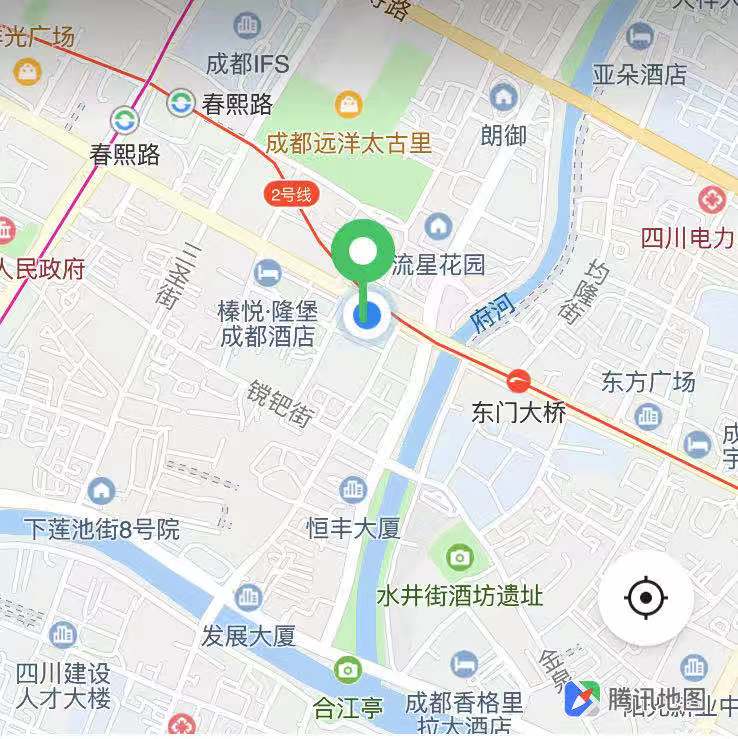 成都IFS
春熙路
亚朵酒店
成都远洋太古里
朗御
春熙路
2号线
四川电力
人民政府
流星花园
三圣街
均隆街
榛悦·隆堡
成都酒店
府河
镋钯街
东方广场
东门大桥
下莲池街8号院
恒丰大厦
水井街酒坊遗址
发展大厦
四川建设
人才大楼
合江亭
成都香格里
拉大酒店
腾讯地图